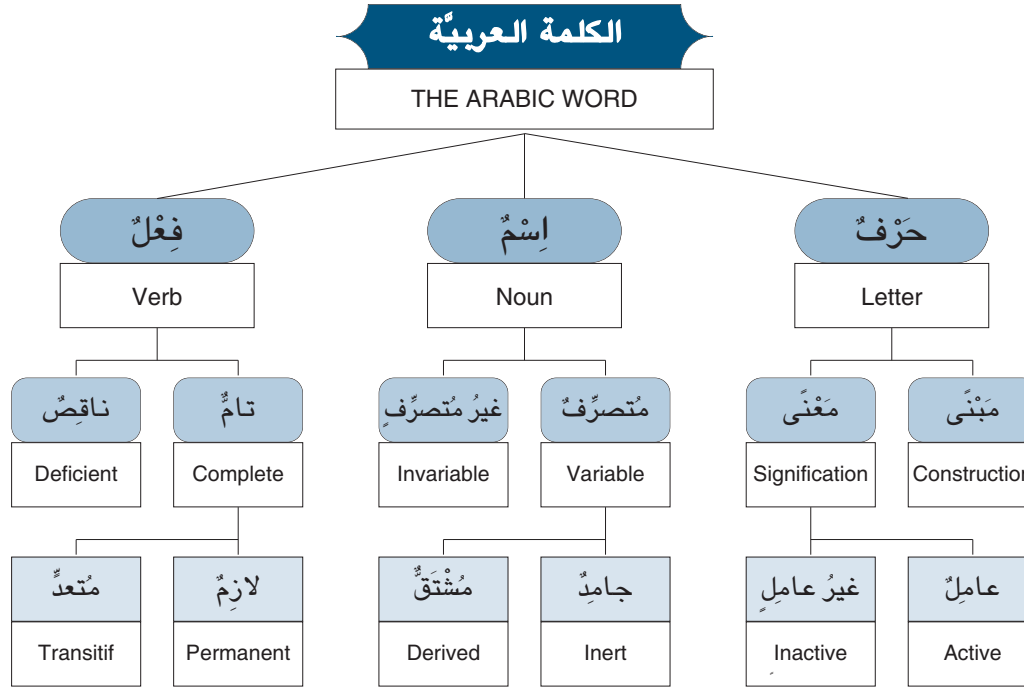 الكلمة العربيَّة
THE ARABIC WORD
فِعْلٌ
اِسْمٌ
حَرْفٌ
Verb
Noun
Letter
ناقِصٌ
تامٌّ
غيرُ مُتصرِّفٍ
مُتصرِّفٌ
مَعْنًى
مَبْنًى
Deficient
Complete
Invariable
Variable
Signification
Construction
مُتعدٍّ
لازِمٌ
مُشْتَقٌّ
جامِدٌ
غيرُ عامِلٍ
عامِلٌ
Transitif
Permanent
Derived
Inert
Inactive
Active